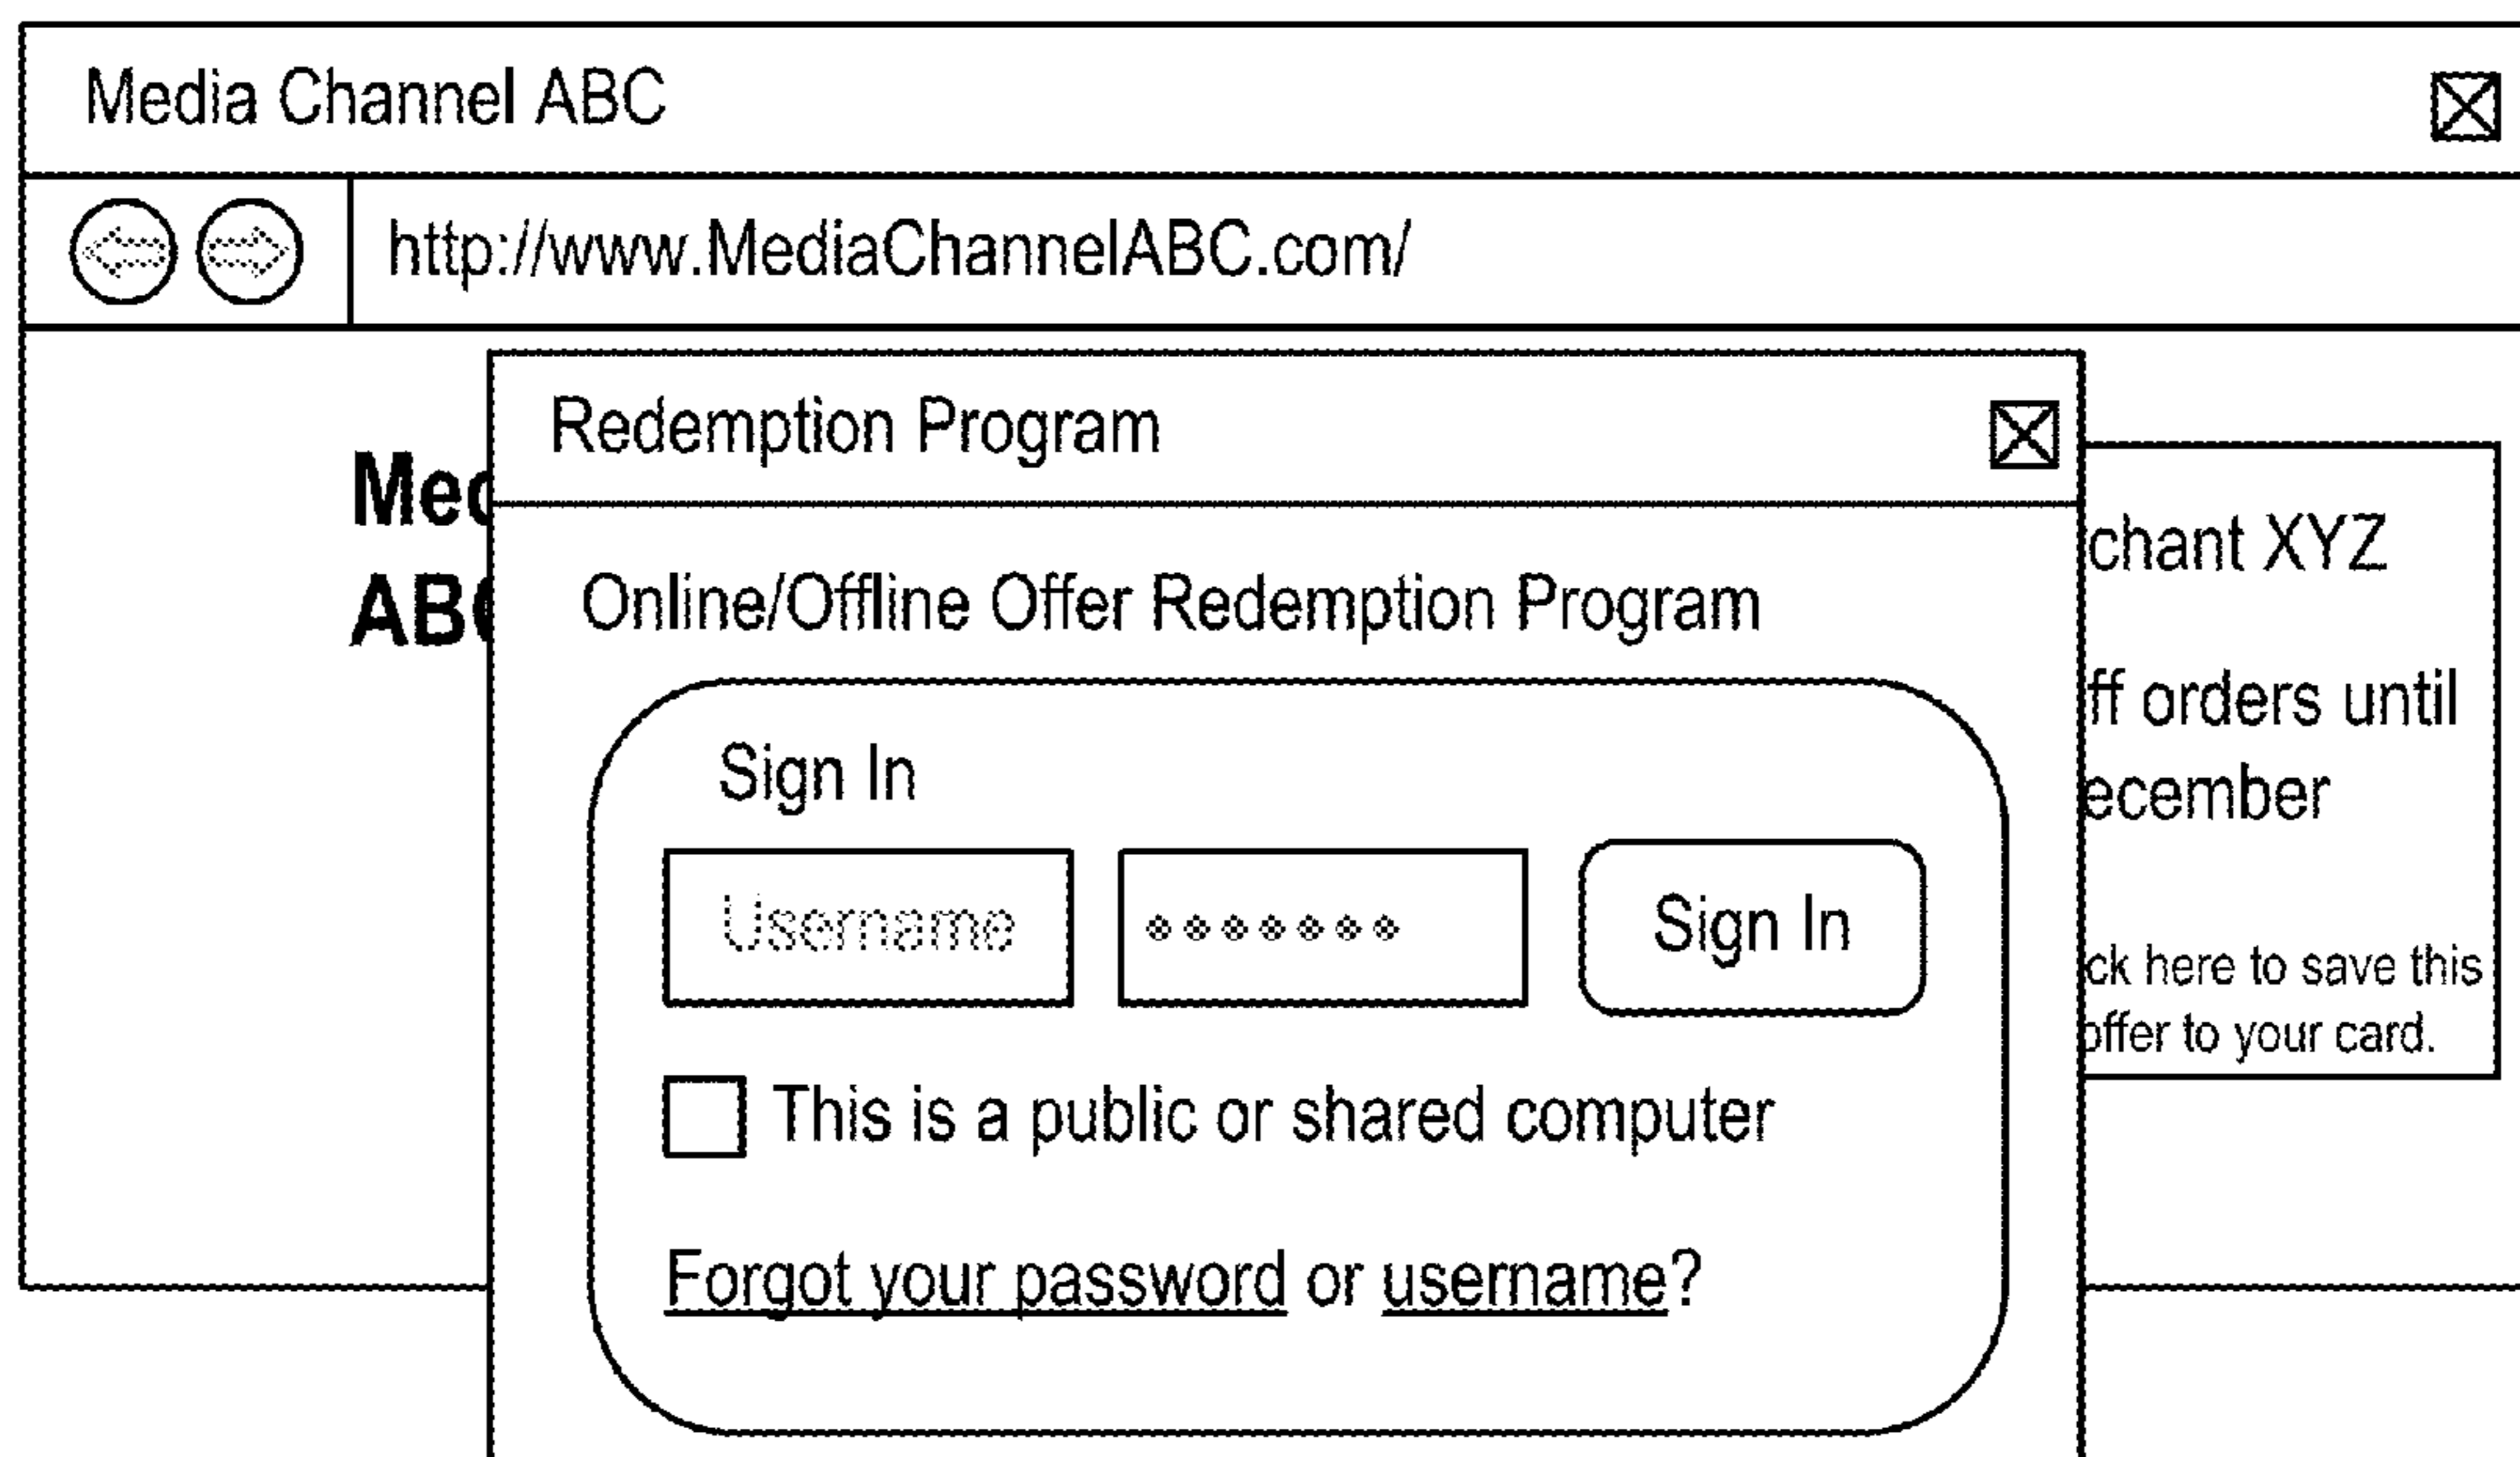 Media Channel ABC
http://www.MediaChannelABC.com/
Redemption Program
Online/Offline Offer Redemption Program
Sign In
Username
Sign In
This is a public or shared computer
Forgot your password or username?
chant XYZ
ff orders until
ecember
ck here to save this
offer to your card.